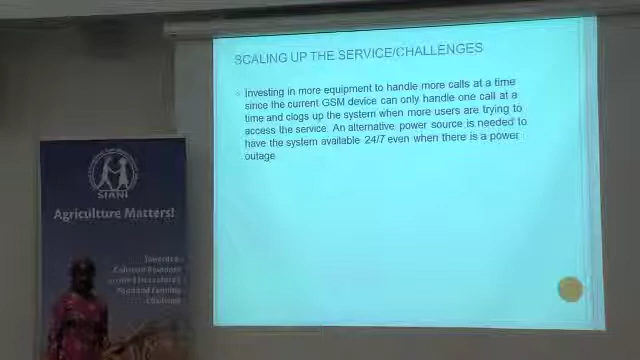 SCALING UP THE SERVICE/CHALLENGES
Investing in more equipment to handle more calls at a time
since the current GSM device can only handle one call at a
time and clogs up the system when more users are trying to
access the service. An alternative power source is needed to
have the system available 24/7 even when there is a power
outage
SIANI
Agriculture Matters!